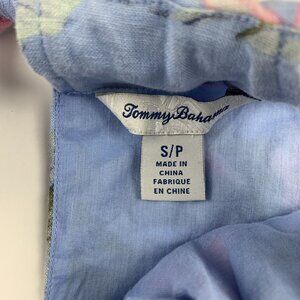 Tommy Bahama
S/P
MADE IN
CHINA
FABRIQUE
EN CHINE